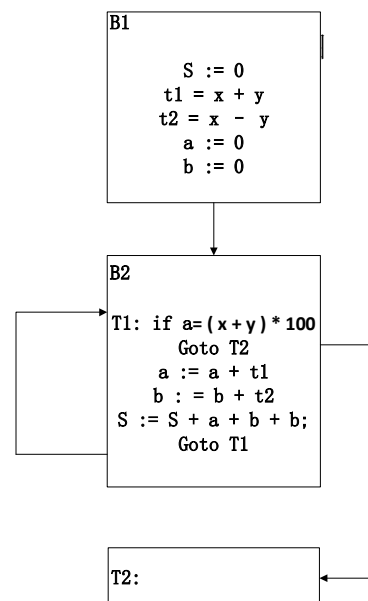 B1
S := 0
t1 = x + y
t2 = x - y
a := 0
b := 0
B2
T1: if a=(x+y)*100
Goto T2
a := a + t1
b : = b + t2
S := S + a + b + b;
Goto T1
T2: